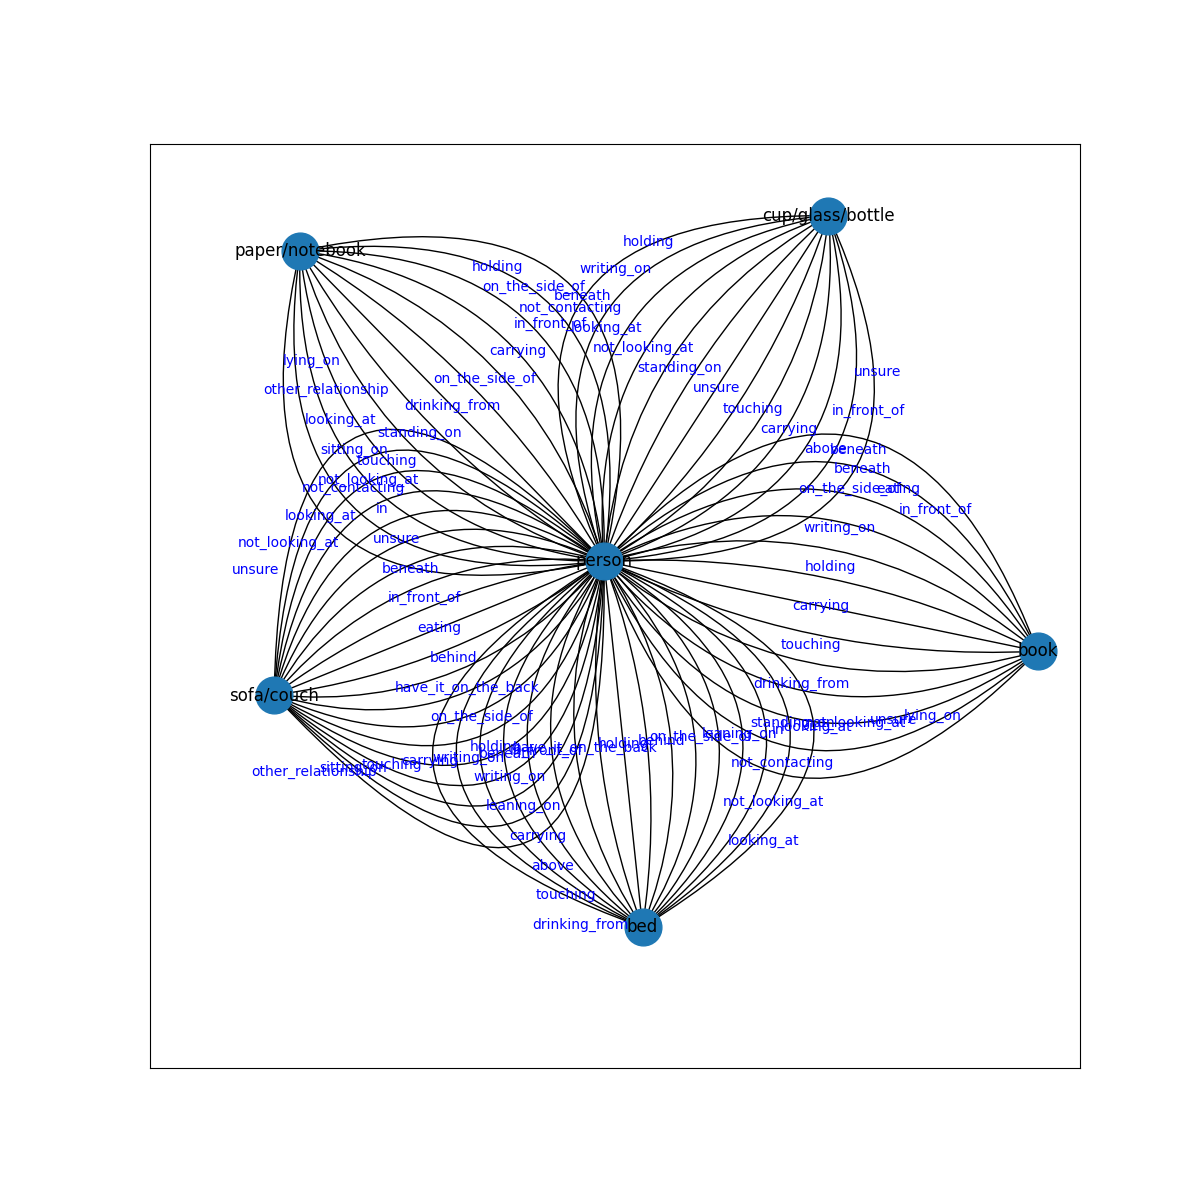 cup/glass/bottle
holding
paper/notebook
holding
writing_on
on_the_side_of
beneath
not_contacting
in_front_of
looking_at
carrying
not_looking_at
lying_on
standing_on
unsure
on_the_side_of
unsure
other_relationship
drinking_from
touching
in_front_of
looking_at
standing_on
carrying
sitting_on
above
beneath
touching
beneath
not_looking_at
not_contacting
on_the_side_of
eating
in
in_front_of
looking_at
writing_on
not_looking_at
unsure
person
unsure
beneath
holding
in_front_of
carrying
eating
touching
book
behind
drinking_from
sofa/couch
have_it_on_the_back
on_the_side_of
lying_on
unsure
not_looking_at
looking_at
leaning_on
on_the_side_of
behind
holding
have_it_on_the_back
in_front_of
beneath
holding
writing_on
carrying
touching
sitting_on
other_relationship
not_contacting
writing_on
not_looking_at
leaning_on
carrying
looking_at
above
touching
drinking_from
bed